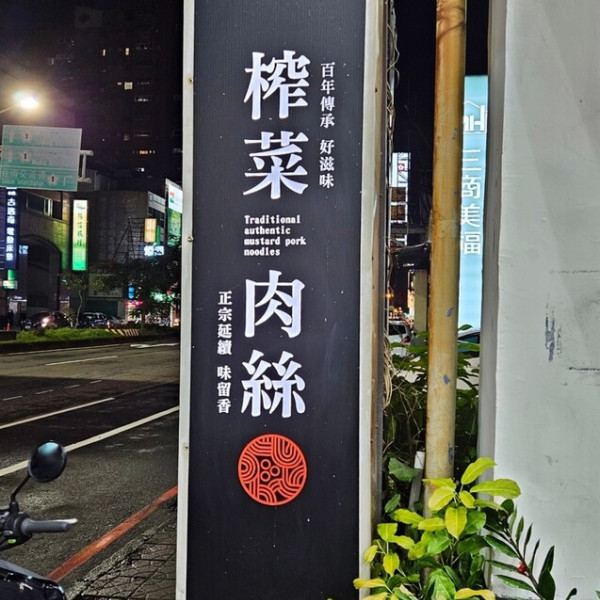 百年傳承 好滋味
榨菜
Traditional
authentic
mustard pork
noodles
肉絲
正宗延續 味留香
三商美福